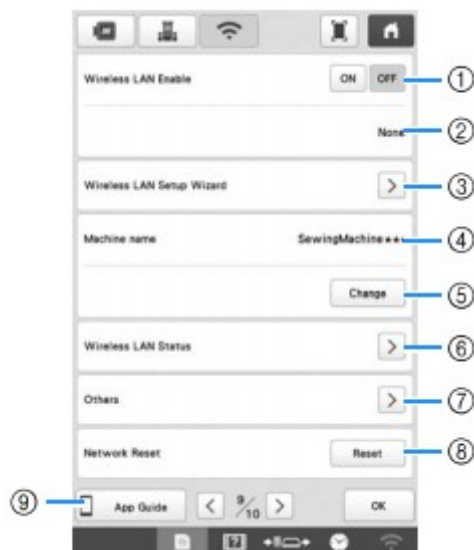 Wireless LAN Enable ON OFF ①
None ②
Wireless LAN Setup Wizard > ③
Machine name SewingMachine★★★ ④
Change ⑤
Wireless LAN Status > ⑥
Others > ⑦
Network Reset Reset ⑧
⑨ App Guide < 9/10 > OK